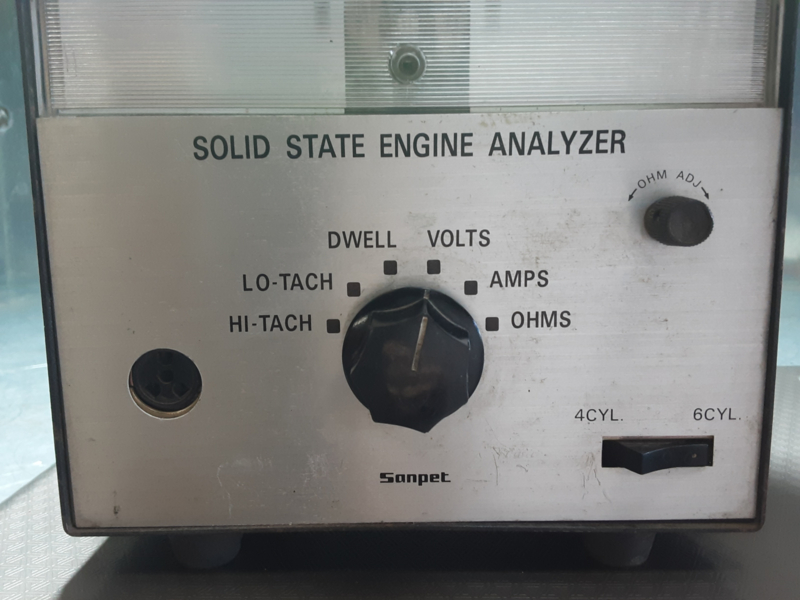 SOLID STATE ENGINE ANALYZER
OHM ADJ
DWELL VOLTS
LO-TACH AMPS
HI-TACH OHMS
4CYL. 6CYL.
Sanpet